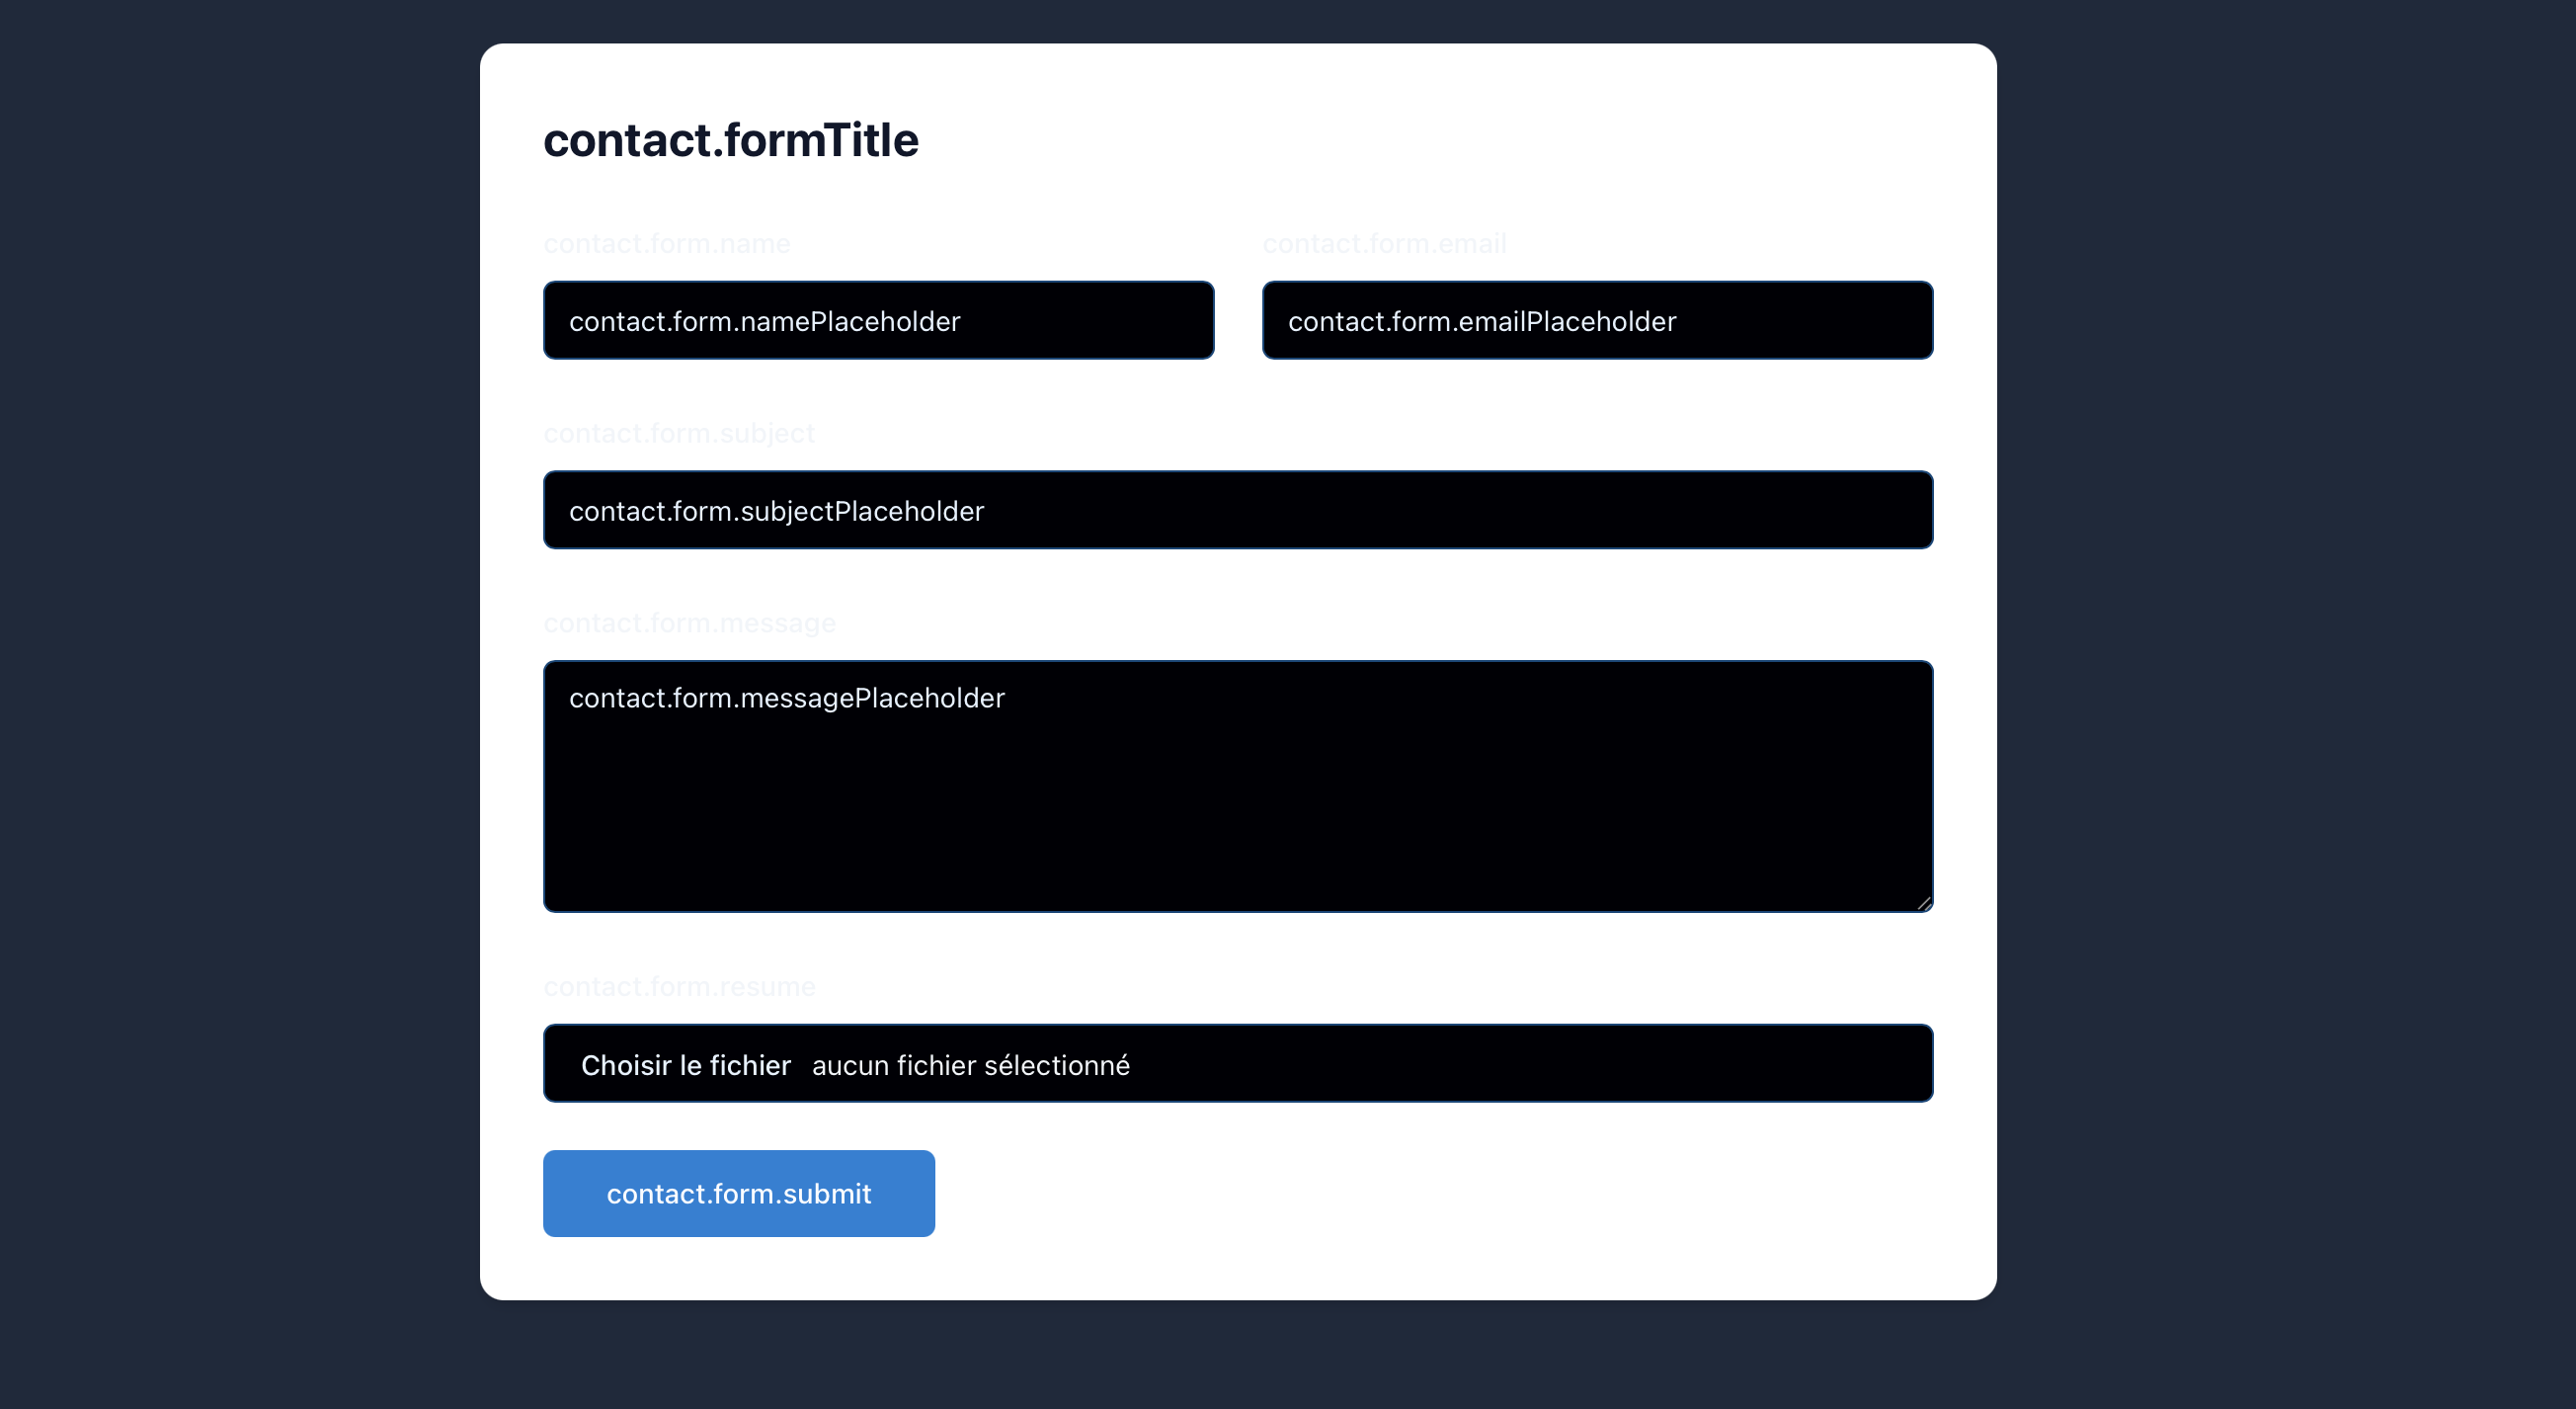 contact.formTitle
contact.form.name
contact.form.email
contact.form.namePlaceholder
contact.form.emailPlaceholder
contact.form.subject
contact.form.subjectPlaceholder
contact.form.message
contact.form.messagePlaceholder
contact.form.resume
Choisir le fichier aucun fichier sélectionné
contact.form.submit